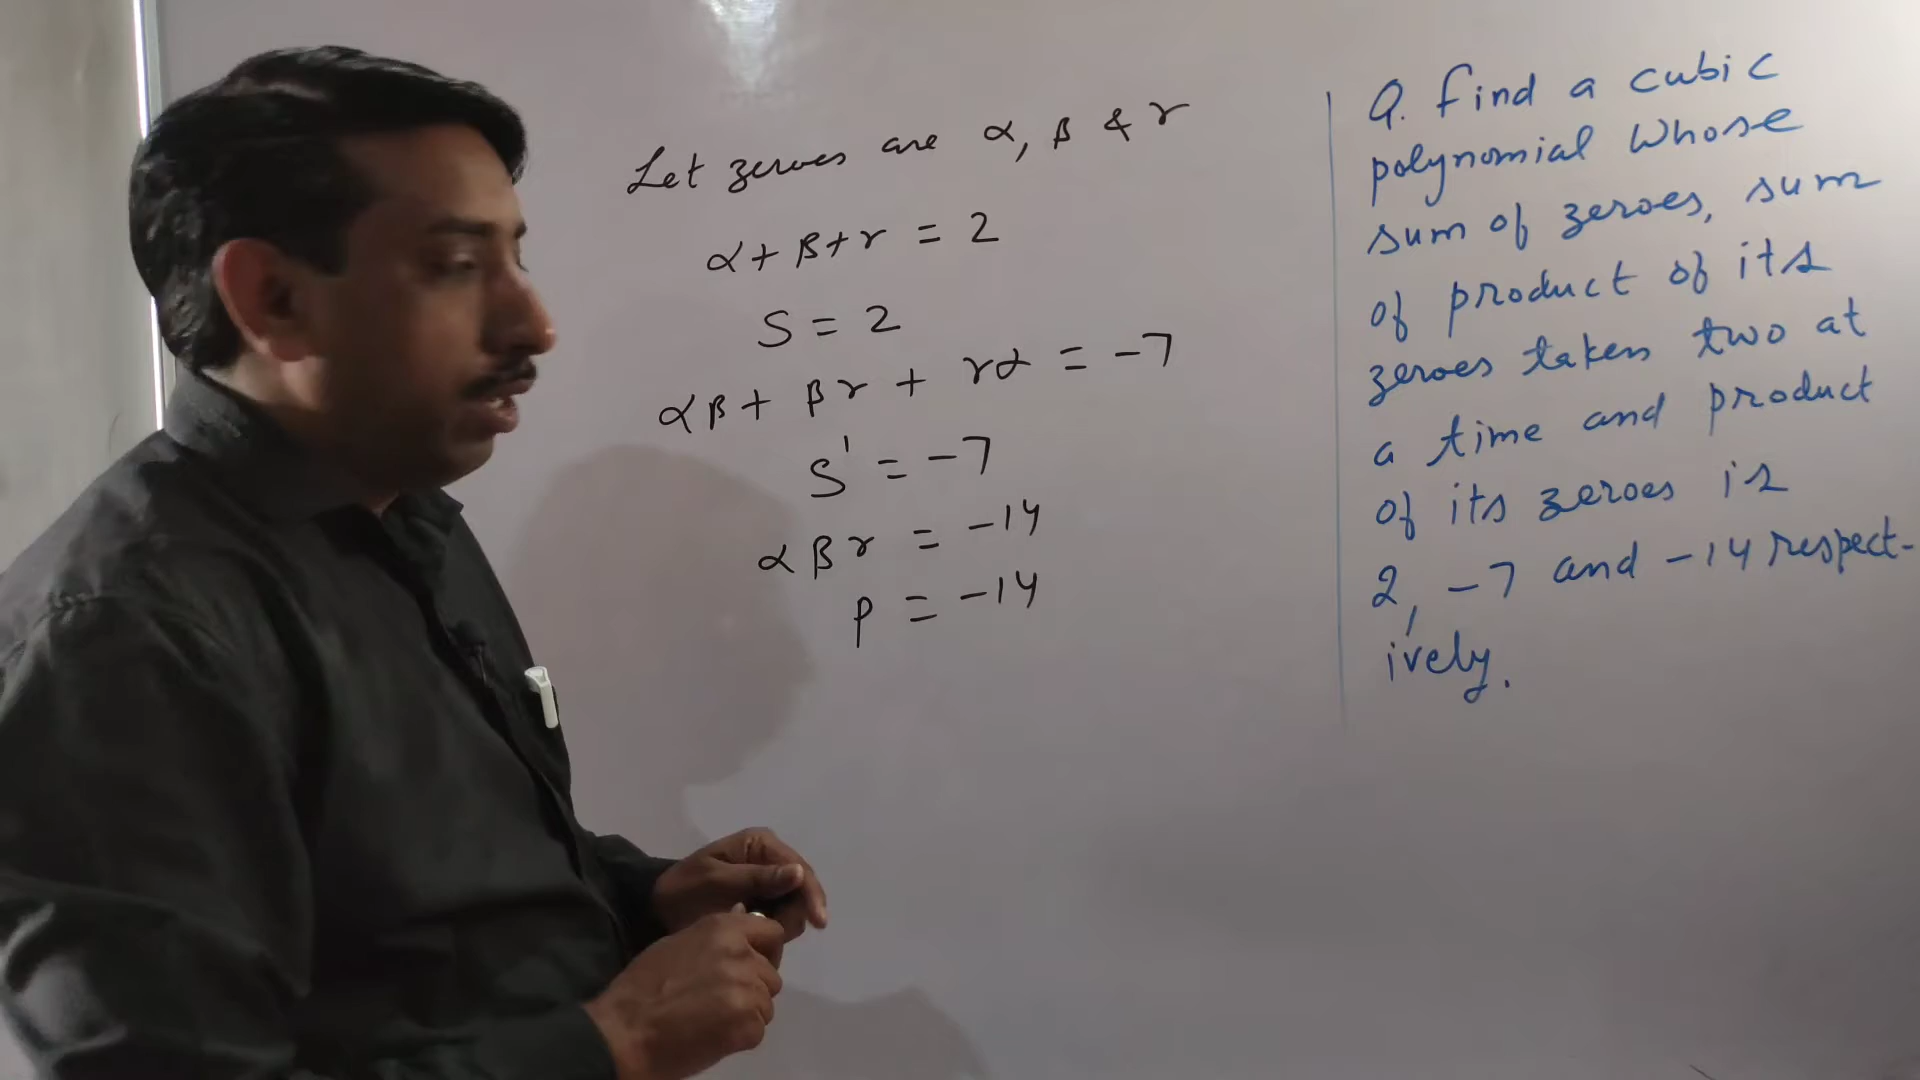 Let zeroes are α, β & γ
α + β + γ = 2
S = 2
αβ + βγ + γα = -7
S' = -7
αβγ = -14
P = -14
Q. Find a cubic
polynomial whose
sum of zeroes, sum
of product of its
zeroes taken two at
a time and product
of its zeroes is
2, -7 and -14 respect-
ively.